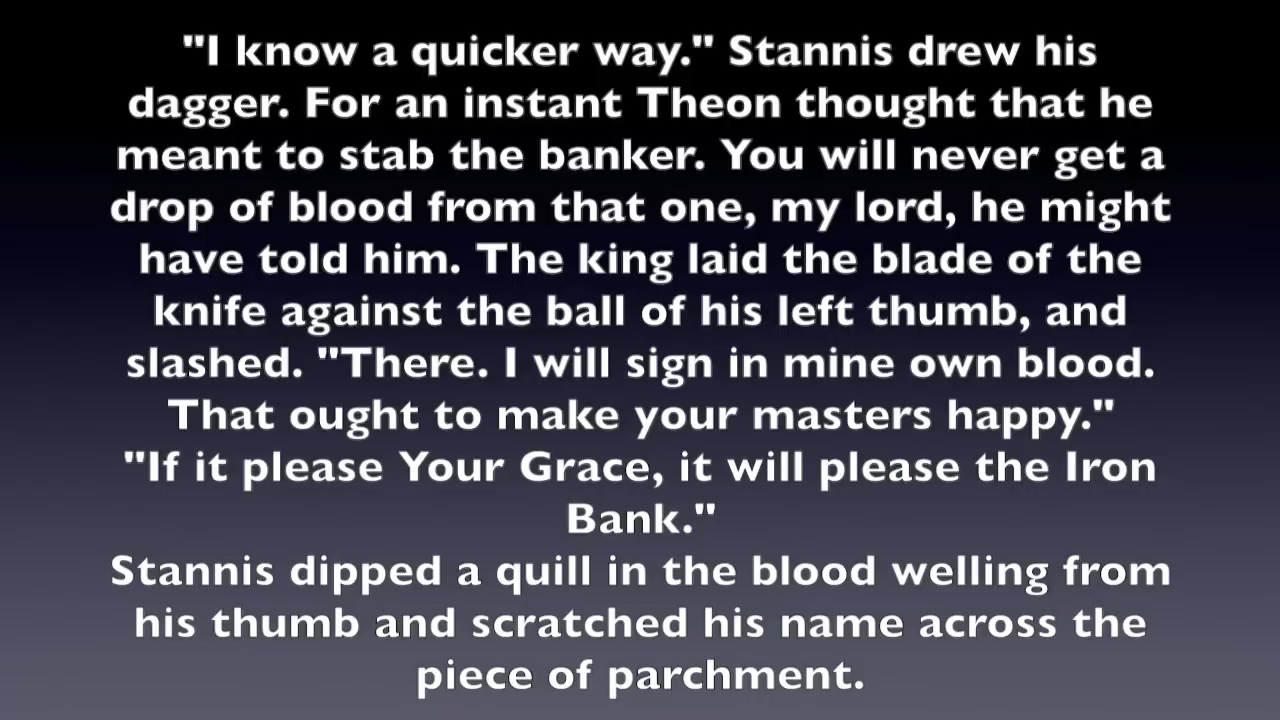 "I know a quicker way." Stannis drew his
dagger. For an instant Theon thought that he
meant to stab the banker. You will never get a
drop of blood from that one, my lord, he might
have told him. The king laid the blade of the
knife against the ball of his left thumb, and
slashed. "There. I will sign in mine own blood.
That ought to make your masters happy."
"If it please Your Grace, it will please the Iron
Bank."
Stannis dipped a quill in the blood welling from
his thumb and scratched his name across the
piece of parchment.